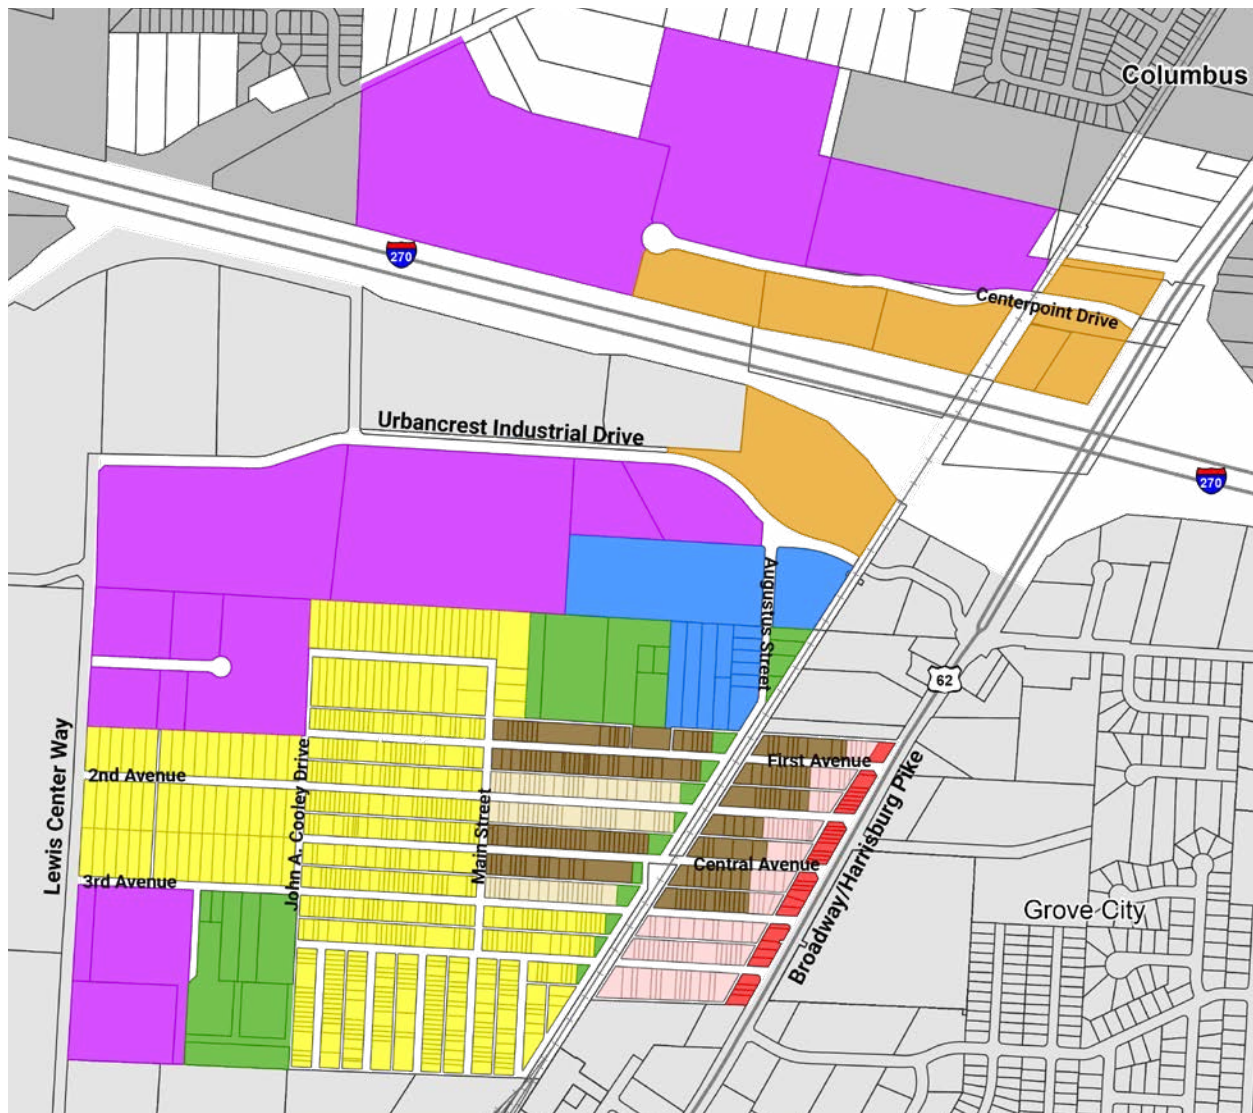 Columbus
270
Centerpoint Drive
Urbancrest Industrial Drive
270
Augustus Street
62
First Avenue
2nd Avenue
John A. Cooley Drive
Main Street
Lewis Center Way
Central Avenue
3rd Avenue
Broadway/Harrisburg Pike
Grove City